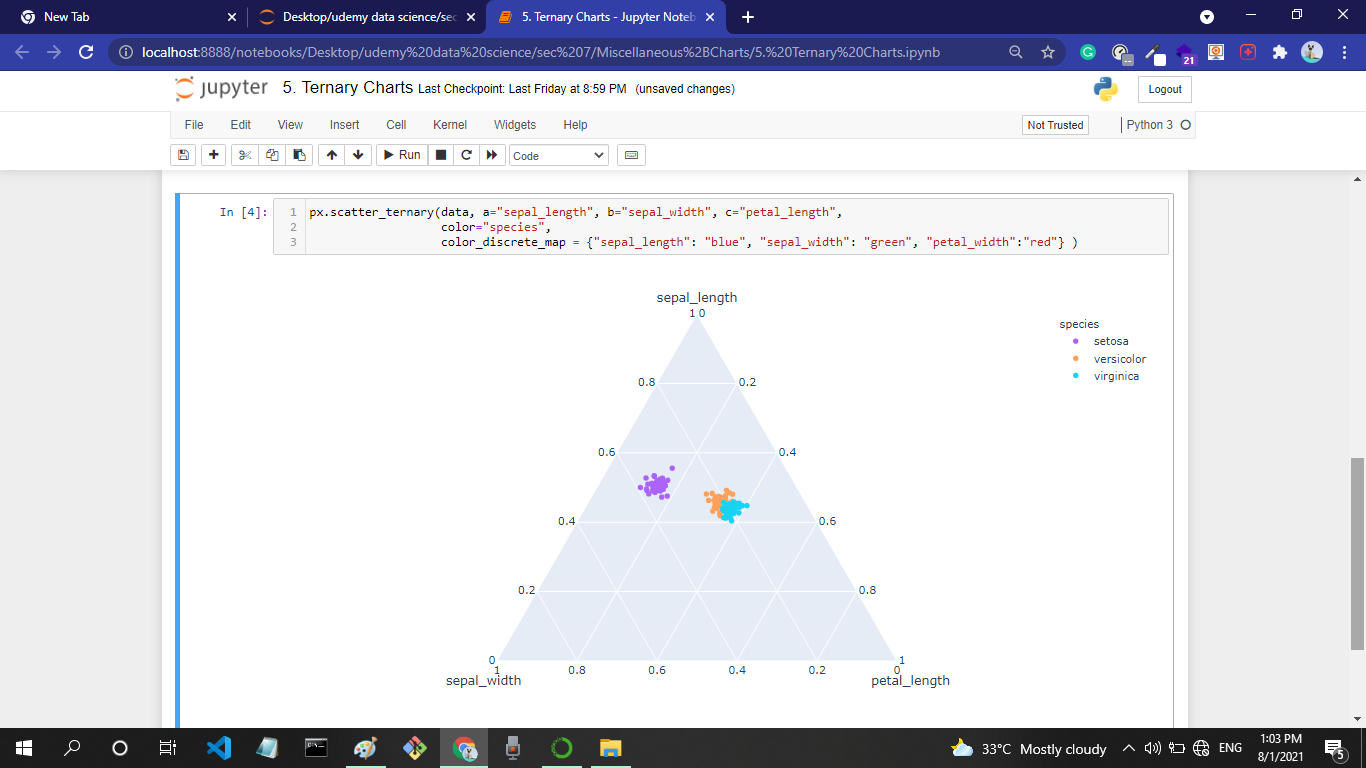 New Tab
Desktop/udemy data science/sec
5. Ternary Charts - Jupyter Noteb
localhost:8888/notebooks/Desktop/udemy%20data%20science/sec%207/Miscellaneous%2BCharts/5.%20Ternary%20Charts.ipynb
21
jupyter 5. Ternary Charts Last Checkpoint: Last Friday at 8:59 PM (unsaved changes)
Logout
File Edit View Insert Cell Kernel Widgets Help
Not Trusted
Python 3
Run
Code
In [4]:
1 px.scatter_ternary(data, a="sepal_length", b="sepal_width", c="petal_length",
2 color="species",
3 color_discrete_map = {"sepal_length": "blue", "sepal_width": "green", "petal_width":"red"} )
sepal_length
1 0
species
setosa
versicolor
virginica
0.8 0.2
0.6 0.4
0.4 0.6
0.2 0.8
0 1
1 0.8 0.6 0.4 0.2 0
sepal_width petal_length
33°C Mostly cloudy
ENG
1:03 PM
8/1/2021
5